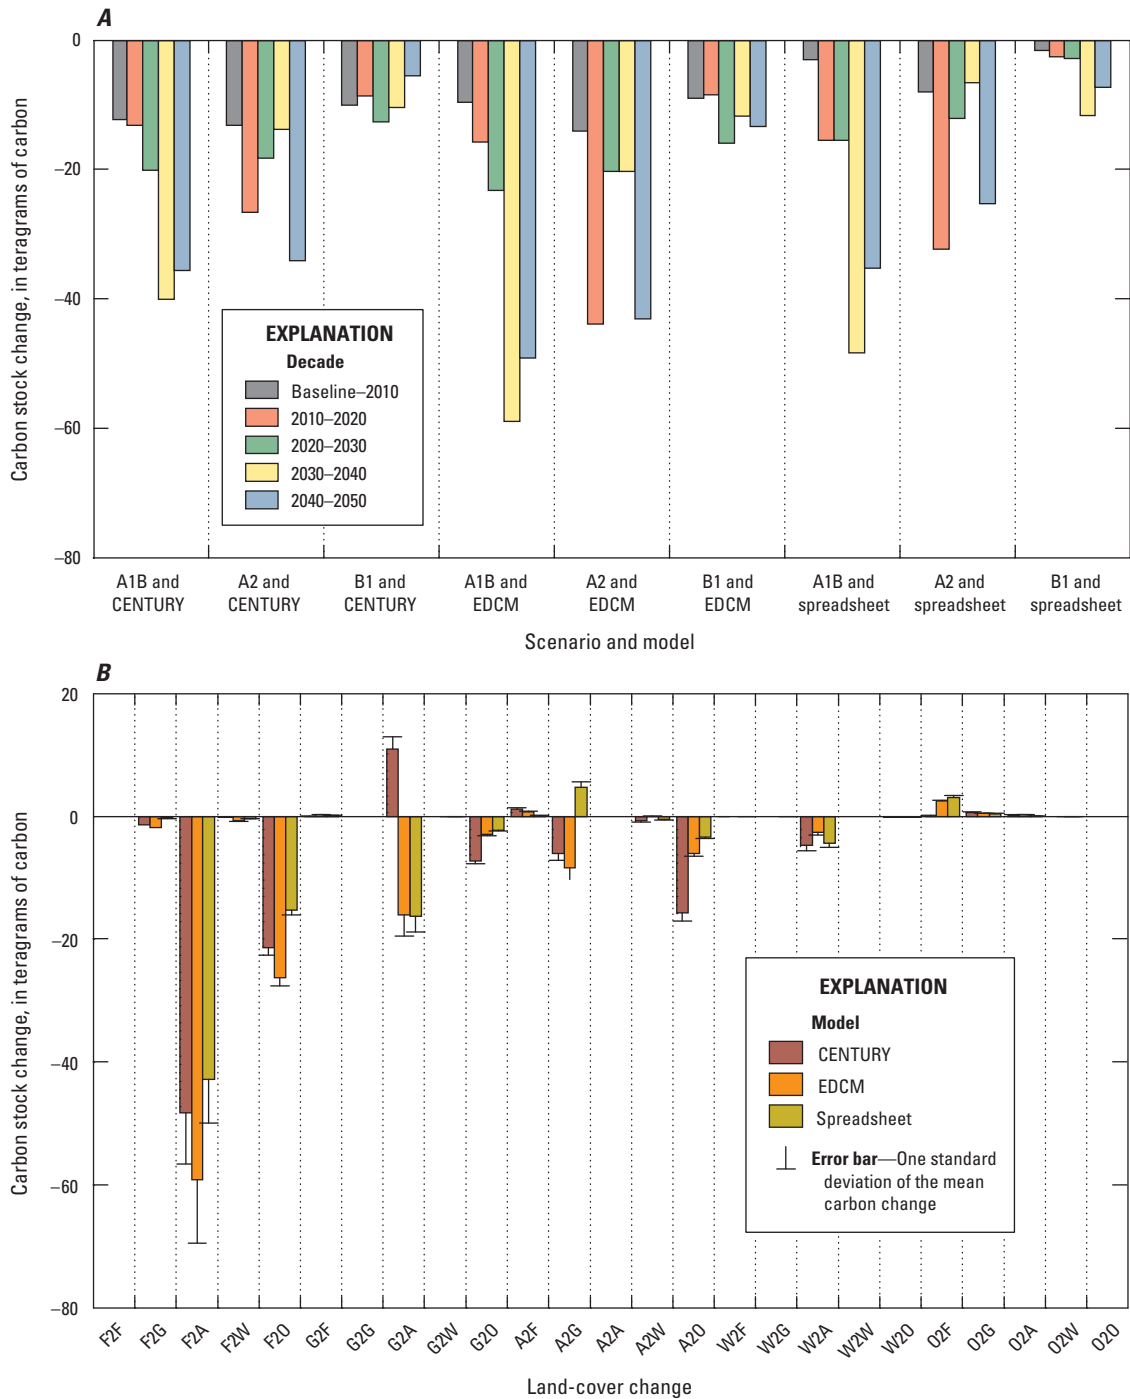 A
0
–20
–40
–60
–80
Carbon stock change, in teragrams of carbon
EXPLANATION
Decade
Baseline–2010
2010–2020
2020–2030
2030–2040
2040–2050
A1B and CENTURY
A2 and CENTURY
B1 and CENTURY
A1B and EDCM
A2 and EDCM
B1 and EDCM
A1B and spreadsheet
A2 and spreadsheet
B1 and spreadsheet
Scenario and model
B
20
0
–20
–40
–60
–80
Carbon stock change, in teragrams of carbon
EXPLANATION
Model
CENTURY
EDCM
Spreadsheet
Error bar—One standard
deviation of the mean
carbon change
F2F
F2G
F2A
F2W
F2O
G2F
G2G
G2A
G2W
G2O
A2F
A2G
A2A
A2W
A2O
W2F
W2G
W2A
W2W
W2O
O2F
O2G
O2A
O2W
O2O
Land-cover change